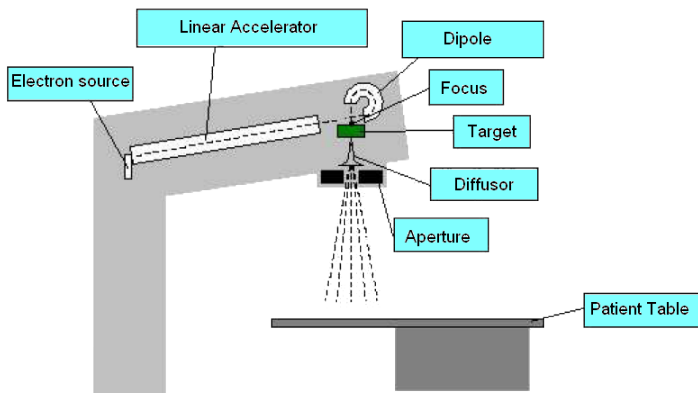 Linear Accelerator
Dipole
Electron source
Focus
Target
Diffusor
Aperture
Patient Table